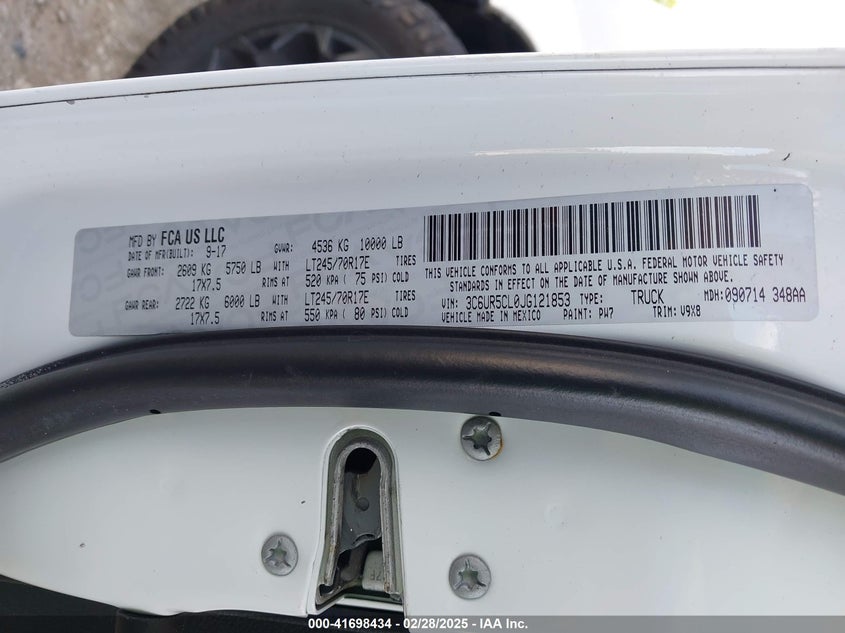 MFD BY FCA US LLC
DATE OF MFR(BUILT): 9-17
GVWR: 4536 KG 10000 LB
GAWR FRONT: 2609 KG 5750 LB WITH LT245/70R17E TIRES
17X7.5 RIMS AT 520 KPA ( 75 PSI) COLD
GAWR REAR: 2722 KG 6000 LB WITH LT245/70R17E TIRES
17X7.5 RIMS AT 550 KPA ( 80 PSI) COLD
THIS VEHICLE CONFORMS TO ALL APPLICABLE U.S.A. FEDERAL MOTOR VEHICLE SAFETY
STANDARDS IN EFFECT ON THE DATE OF MANUFACTURE SHOWN ABOVE.
VIN: 3C6UR5CL0JG121853 TYPE: TRUCK MDH: 090714 348AA
VEHICLE MADE IN MEXICO PAINT: PW7 TRIM: V9X8
000-41698434 - 02/28/2025 - IAA Inc.